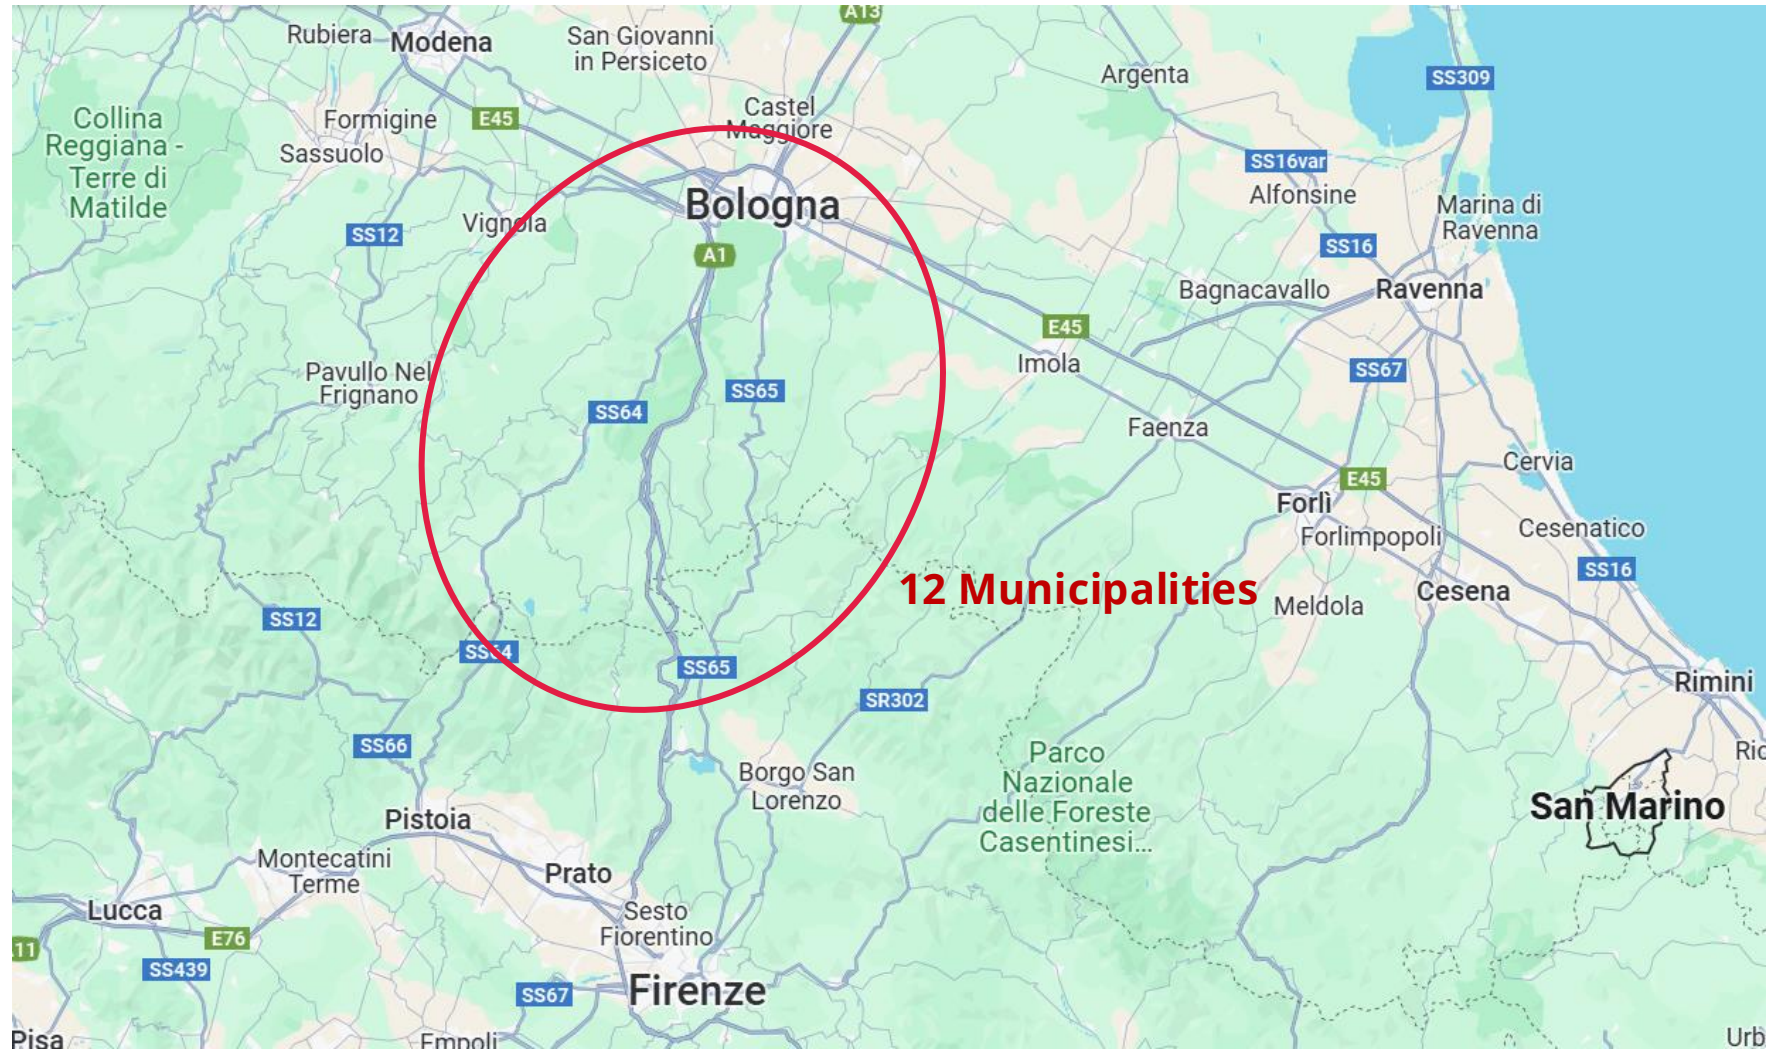 A13
Rubiera
Modena
San Giovanni
in Persiceto
Argenta
SS309
Collina
Reggiana -
Terre di
Matilde
Formigine
E45
Castel
Maggiore
Sassuolo
SS16var
Alfonsine
Vignola
Bologna
Marina di
Ravenna
SS12
A1
SS16
Bagnacavallo
Ravenna
E45
Imola
SS67
Pavullo Nel
Frignano
SS64
SS65
Faenza
Cervia
E45
Forlì
Forlimpopoli
Cesenatico
12 Municipalities
SS16
Cesena
Meldola
SS12
SS64
SS65
SR302
Rimini
SS66
Parco
Nazionale
delle Foreste
Casentinesi...
Ric
Borgo San
Lorenzo
San Marino
Pistoia
Montecatini
Terme
Prato
Lucca
Sesto
Fiorentino
E76
11
SS439
SS67
Firenze
Pisa
Empoli
Urb